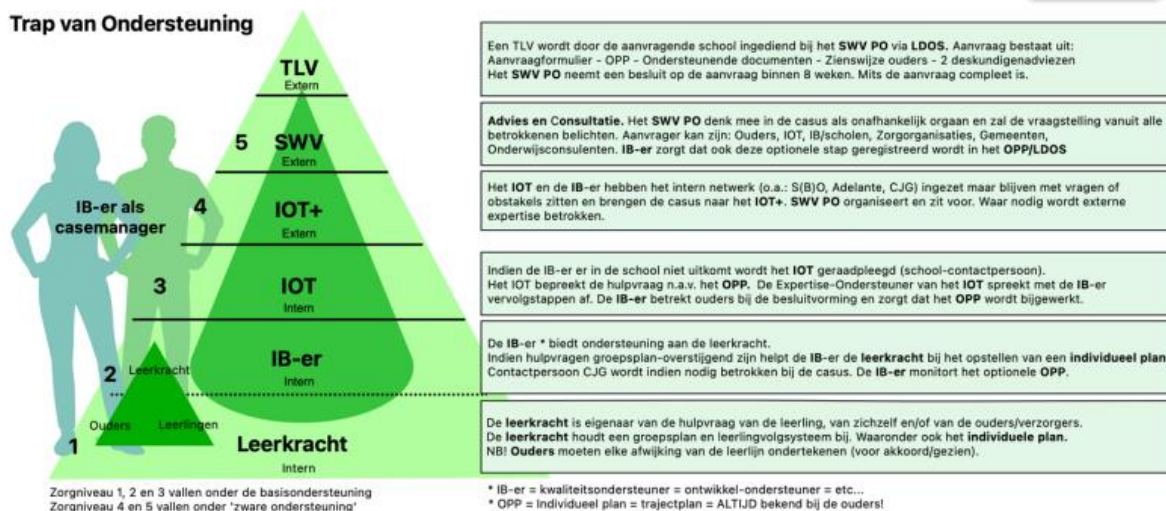 Trap van Ondersteuning
TLV
Extern
5 SWV
Extern
4 IOT+
Extern
IB-er als
casemanager
3 IOT
Intern
2 IB-er
Intern
Leerkracht
Ouders Leerlingen
1 Leerkracht
Intern
Zorgniveau 1, 2 en 3 vallen onder de basisondersteuning
Zorgniveau 4 en 5 vallen onder 'zware ondersteuning'
Een TLV wordt door de aanvragende school ingediend bij het SWV PO via LDOS. Aanvraag bestaat uit:
Aanvraagformulier - OPP - Ondersteunende documenten - Zienswijze ouders - 2 deskundigenadviezen
Het SWV PO neemt een besluit op de aanvraag binnen 8 weken. Mits de aanvraag compleet is.
Advies en Consultatie. Het SWV PO denk mee in de casus als onafhankelijk orgaan en zal de vraagstelling vanuit alle
betrokkenen belichten. Aanvrager kan zijn: Ouders, IOT, IB/scholen, Zorgorganisaties, Gemeenten,
Onderwijsconsulenten. IB-er zorgt dat ook deze optionele stap geregistreerd wordt in het OPP/LDOS
Het IOT en de IB-er hebben het intern netwerk (o.a.: S(B)O, Adelante, CJG) ingezet maar blijven met vragen of
obstakels zitten en brengen de casus naar het IOT+. SWV PO organiseert en zit voor. Waar nodig wordt externe
expertise betrokken.
Indien de IB-er er in de school niet uitkomt wordt het IOT geraadpleegd (school-contactpersoon).
Het IOT bepreekt de hulpvraag n.a.v. het OPP. De Expertise-Ondersteuner van het IOT spreekt met de IB-er
vervolgstappen af. De IB-er betrekt ouders bij de besluitvorming en zorgt dat het OPP wordt bijgewerkt.
De IB-er * biedt ondersteuning aan de leerkracht.
Indien hulpvragen groepsplan-overstijgend zijn helpt de IB-er de leerkracht bij het opstellen van een individueel plan
Contactpersoon CJG wordt indien nodig betrokken bij de casus. De IB-er monitort het optionele OPP.
De leerkracht is eigenaar van de hulpvraag van de leerling, van zichzelf en/of van de ouders/verzorgers.
De leerkracht houdt een groepsplan en leerlingvolgsysteem bij. Waaronder ook het individuele plan.
NB! Ouders moeten elke afwijking van de leerlijn ondertekenen (voor akkoord/gezien).
* IB-er = kwaliteitsondersteuner = ontwikkel-ondersteuner = etc...
* OPP = Individueel plan = trajectplan = ALTIJD bekend bij de ouders!